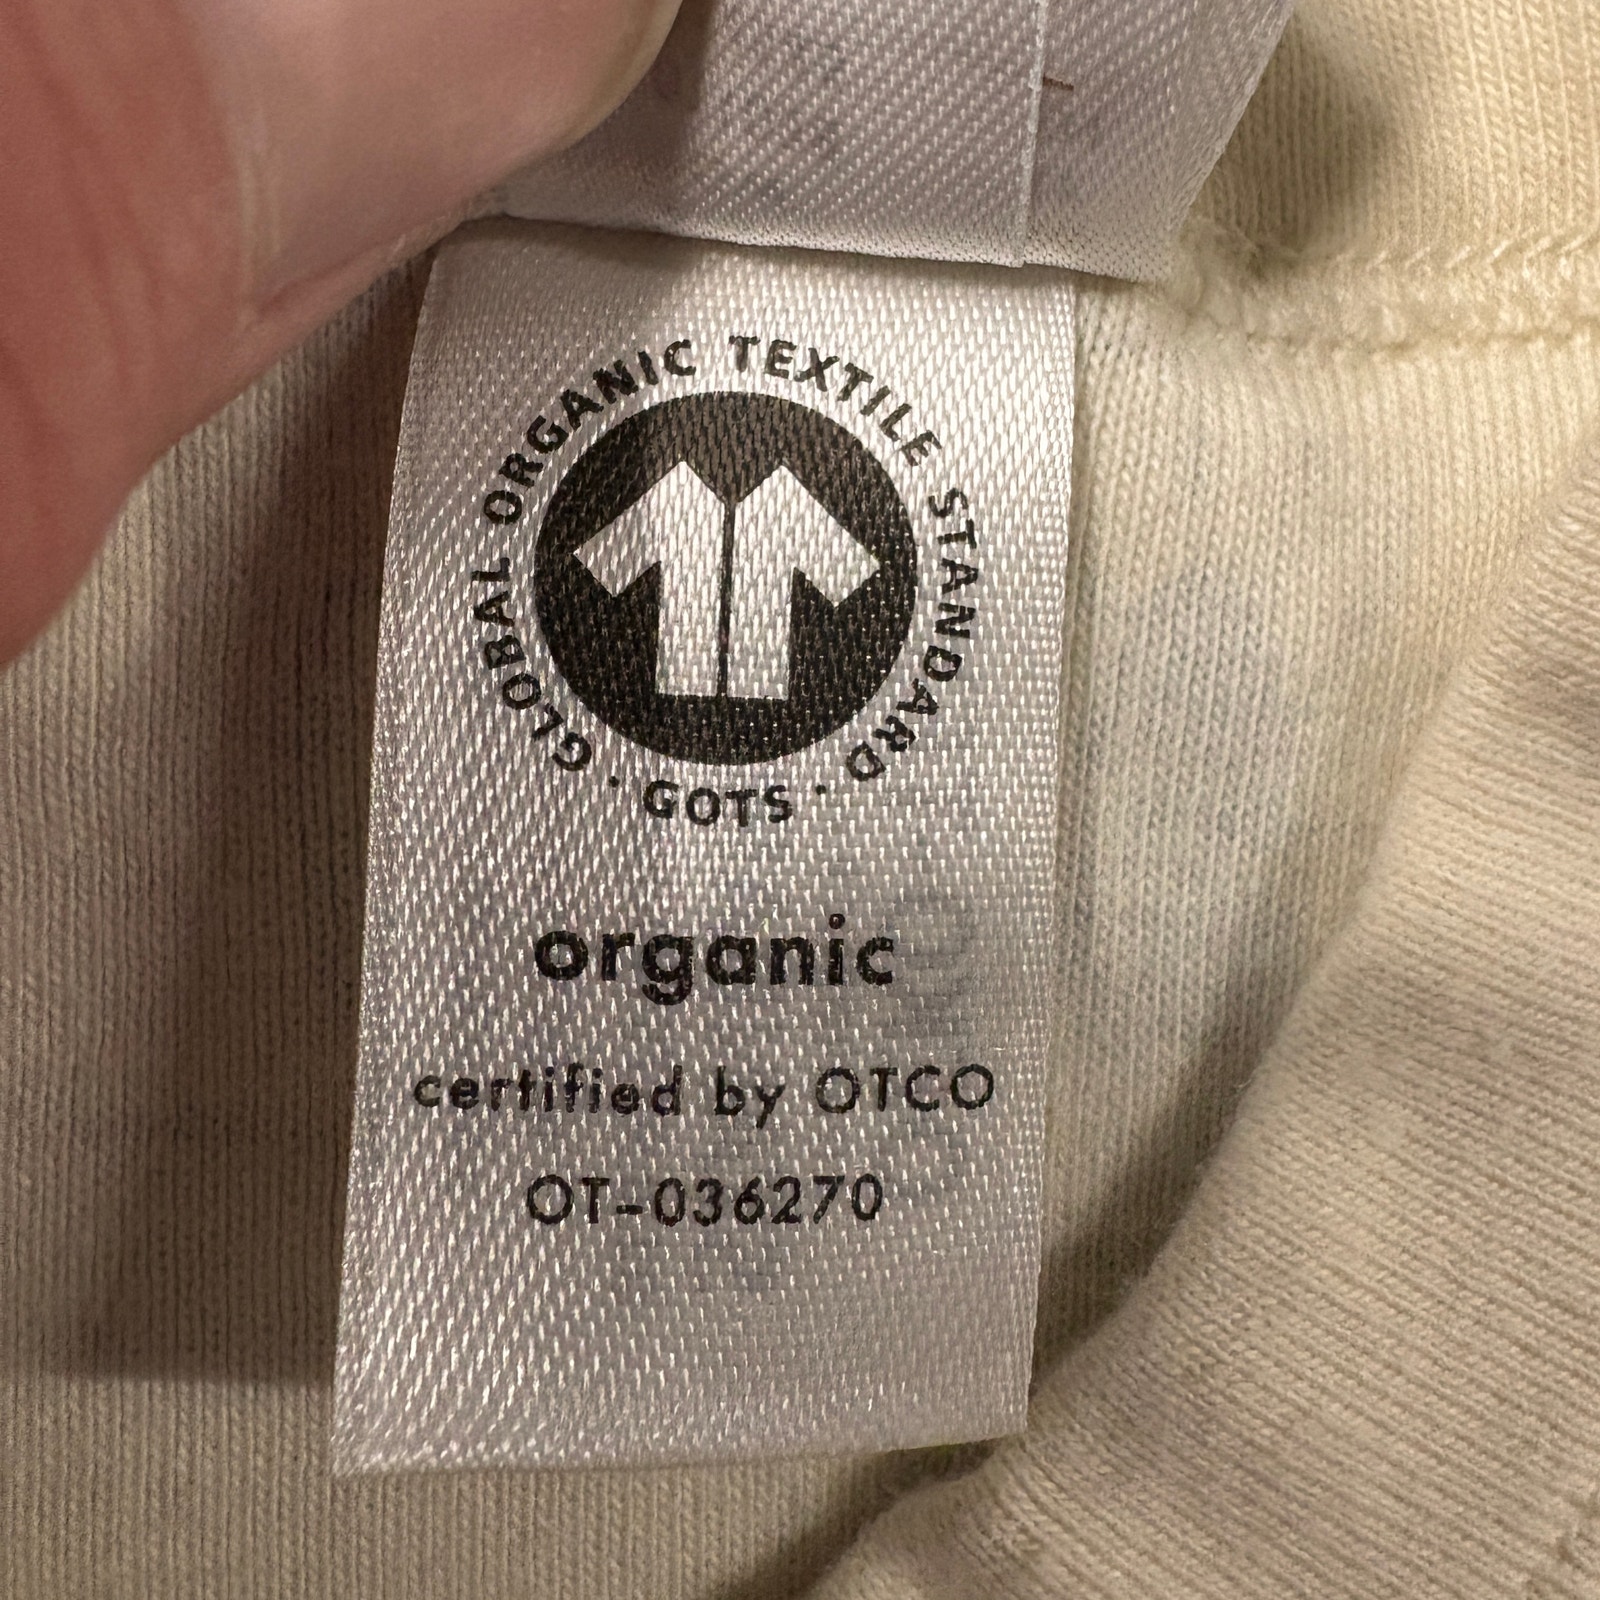 GLOBAL ORGANIC TEXTILE STANDARD · GOTS ·
organic
certified by OTCO
OT-036270